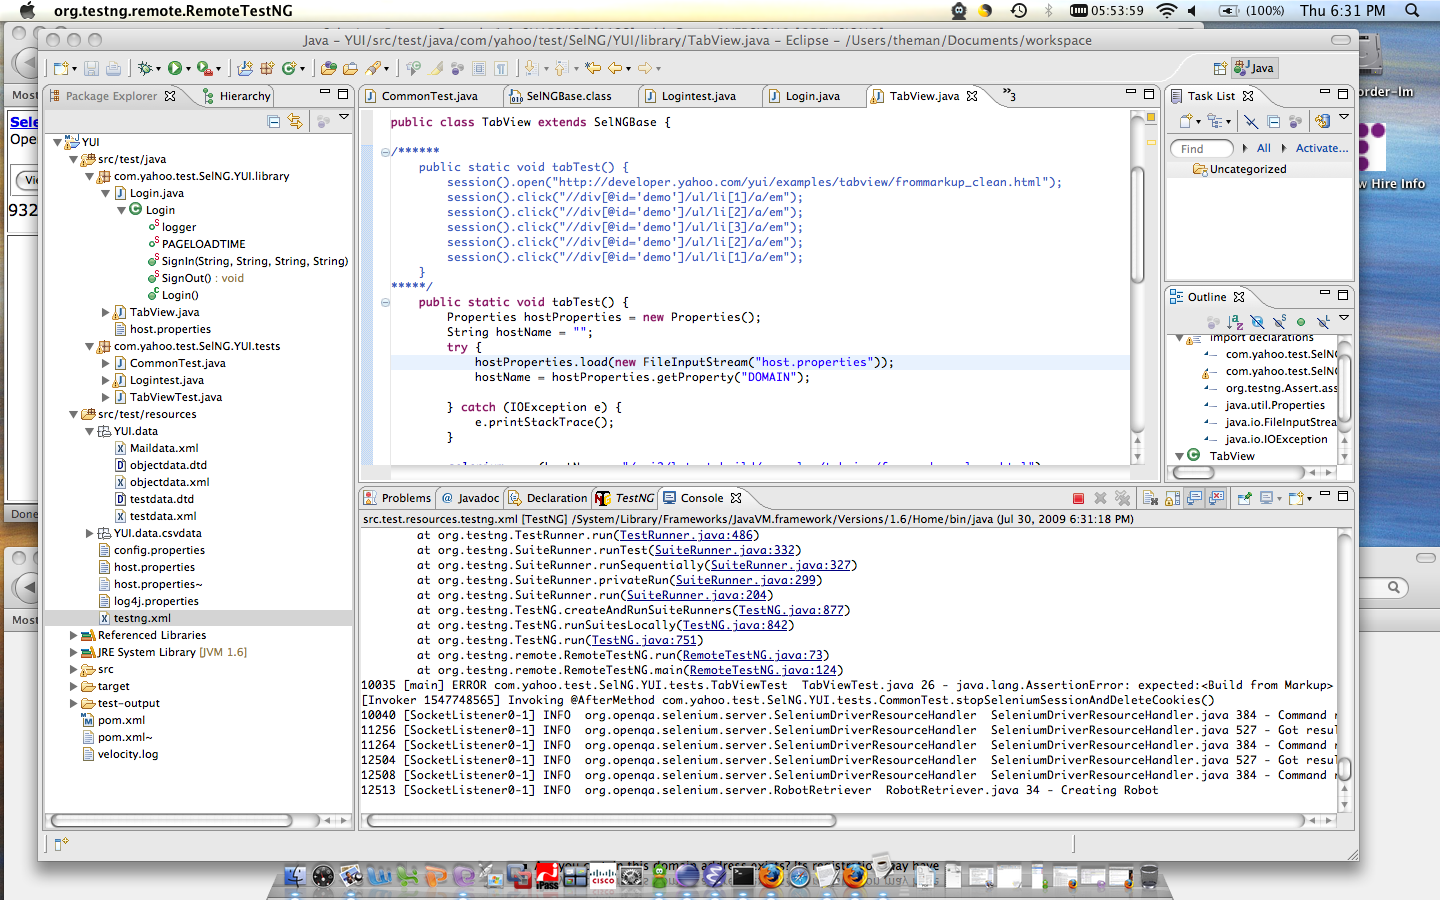 org.testng.remote.RemoteTestNG
05:53:59
(100%)
Thu 6:31 PM
Java – YUI/src/test/java/com/yahoo/test/SelNG/YUI/library/TabView.java – Eclipse – /Users/theman/Documents/workspace
Java
Most
Sele
Open
932
Done
Most
order-lm
w Hire Info
Package Explorer
Hierarchy
YUI
src/test/java
com.yahoo.test.SelNG.YUI.library
Login.java
Login
logger
PAGELOADTIME
SignIn(String, String, String, String)
SignOut() : void
Login()
TabView.java
host.properties
com.yahoo.test.SelNG.YUI.tests
CommonTest.java
Logintest.java
TabViewTest.java
src/test/resources
YUI.data
Maildata.xml
objectdata.dtd
objectdata.xml
testdata.dtd
testdata.xml
YUI.data.csvdata
config.properties
host.properties
host.properties~
log4j.properties
testng.xml
Referenced Libraries
JRE System Library [JVM 1.6]
src
target
test-output
pom.xml
pom.xml~
velocity.log
CommonTest.java
SelNGBase.class
Logintest.java
Login.java
TabView.java
»3
public class TabView extends SelNGBase {
/******
public static void tabTest() {
session().open("http://developer.yahoo.com/yui/examples/tabview/frommarkup_clean.html");
session().click("//div[@id='demo']/ul/li[1]/a/em");
session().click("//div[@id='demo']/ul/li[2]/a/em");
session().click("//div[@id='demo']/ul/li[3]/a/em");
session().click("//div[@id='demo']/ul/li[2]/a/em");
session().click("//div[@id='demo']/ul/li[1]/a/em");
}
*****/
public static void tabTest() {
Properties hostProperties = new Properties();
String hostName = "";
try {
hostProperties.load(new FileInputStream("host.properties"));
hostName = hostProperties.getProperty("DOMAIN");
} catch (IOException e) {
e.printStackTrace();
}
Task List
Find
All
Activate...
Uncategorized
Outline
import declarations
com.yahoo.test.SelNG
com.yahoo.test.SelNG
org.testng.Assert.ass
java.util.Properties
java.io.FileInputStrea
java.io.IOException
TabView
Problems
Javadoc
Declaration
TestNG
Console
src.test.resources.testng.xml [TestNG] /System/Library/Frameworks/JavaVM.framework/Versions/1.6/Home/bin/java (Jul 30, 2009 6:31:18 PM)
at org.testng.TestRunner.run(TestRunner.java:486)
at org.testng.SuiteRunner.runTest(SuiteRunner.java:332)
at org.testng.SuiteRunner.runSequentially(SuiteRunner.java:327)
at org.testng.SuiteRunner.privateRun(SuiteRunner.java:299)
at org.testng.SuiteRunner.run(SuiteRunner.java:204)
at org.testng.TestNG.createAndRunSuiteRunners(TestNG.java:877)
at org.testng.TestNG.runSuitesLocally(TestNG.java:842)
at org.testng.TestNG.run(TestNG.java:751)
at org.testng.remote.RemoteTestNG.run(RemoteTestNG.java:73)
at org.testng.remote.RemoteTestNG.main(RemoteTestNG.java:124)
10035 [main] ERROR com.yahoo.test.SelNG.YUI.tests.TabViewTest TabViewTest.java 26 - java.lang.AssertionError: expected:<Build from Markup>
[Invoker 1547748565] Invoking @AfterMethod com.yahoo.test.SelNG.YUI.tests.CommonTest.stopSeleniumSessionAndDeleteCookies()
10040 [SocketListener0-1] INFO org.openqa.selenium.server.SeleniumDriverResourceHandler SeleniumDriverResourceHandler.java 384 - Command r
11256 [SocketListener0-1] INFO org.openqa.selenium.server.SeleniumDriverResourceHandler SeleniumDriverResourceHandler.java 527 - Got resul
11264 [SocketListener0-1] INFO org.openqa.selenium.server.SeleniumDriverResourceHandler SeleniumDriverResourceHandler.java 384 - Command r
12504 [SocketListener0-1] INFO org.openqa.selenium.server.SeleniumDriverResourceHandler SeleniumDriverResourceHandler.java 527 - Got resul
12508 [SocketListener0-1] INFO org.openqa.selenium.server.SeleniumDriverResourceHandler SeleniumDriverResourceHandler.java 384 - Command r
12513 [SocketListener0-1] INFO org.openqa.selenium.server.RobotRetriever RobotRetriever.java 34 - Creating Robot
this domain address exists? Its registration may have
iPass
CISCO